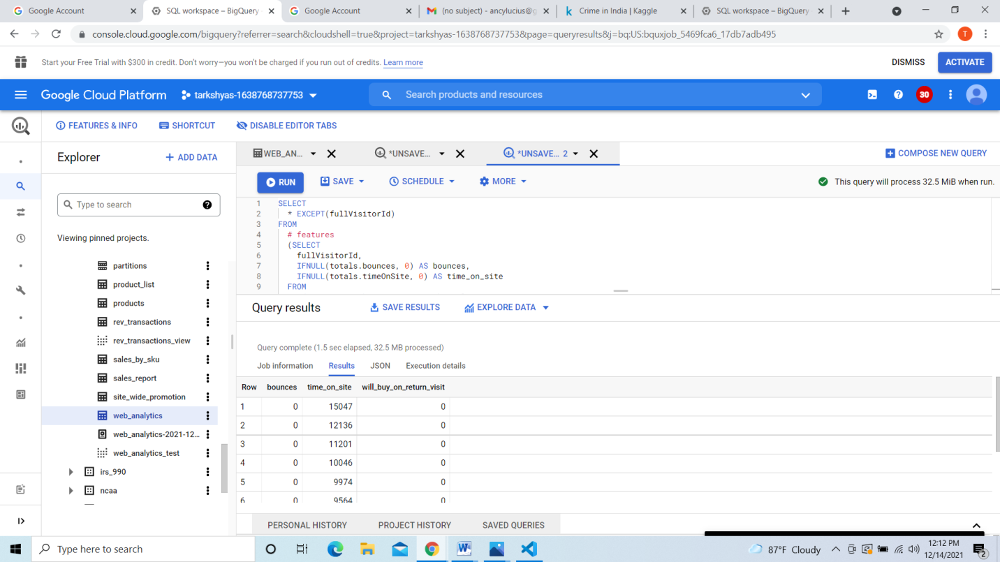 Google Account
SQL workspace – BigQuery
Google Account
(no subject) - ancylucius@g
Crime in India | Kaggle
SQL workspace – BigQuery
console.cloud.google.com/bigquery?referrer=search&cloudshell=true&project=tarkshyas-1638768737753&page=queryresults&j=bq:US:bquxjob_5469fca6_17db7adb495
T
Start your Free Trial with $300 in credit. Don't worry—you won't be charged if you run out of credits. Learn more
DISMISS
ACTIVATE
Google Cloud Platform
tarkshyas-1638768737753
Search products and resources
30
FEATURES & INFO
SHORTCUT
DISABLE EDITOR TABS
Explorer
+ ADD DATA
WEB_AN...
*UNSAVE...
*UNSAVE... 2
COMPOSE NEW QUERY
RUN
SAVE
SCHEDULE
MORE
This query will process 32.5 MiB when run.
Type to search
Viewing pinned projects.
partitions
product_list
products
rev_transactions
rev_transactions_view
sales_by_sku
sales_report
site_wide_promotion
web_analytics
web_analytics-2021-12...
web_analytics_test
irs_990
ncaa
1 SELECT
2 * EXCEPT(fullVisitorId)
3 FROM
4 # features
5 (SELECT
6 fullVisitorId,
7 IFNULL(totals.bounces, 0) AS bounces,
8 IFNULL(totals.timeOnSite, 0) AS time_on_site
9 FROM
Query results
SAVE RESULTS
EXPLORE DATA
Query complete (1.5 sec elapsed, 32.5 MB processed)
Job information Results JSON Execution details
Row bounces time_on_site will_buy_on_return_visit
1 0 15047 0
2 0 12136 0
3 0 11201 0
4 0 10046 0
5 0 9974 0
6 0 9564 0
PERSONAL HISTORY PROJECT HISTORY SAVED QUERIES
Type here to search
87°F Cloudy
12:12 PM
12/14/2021
2